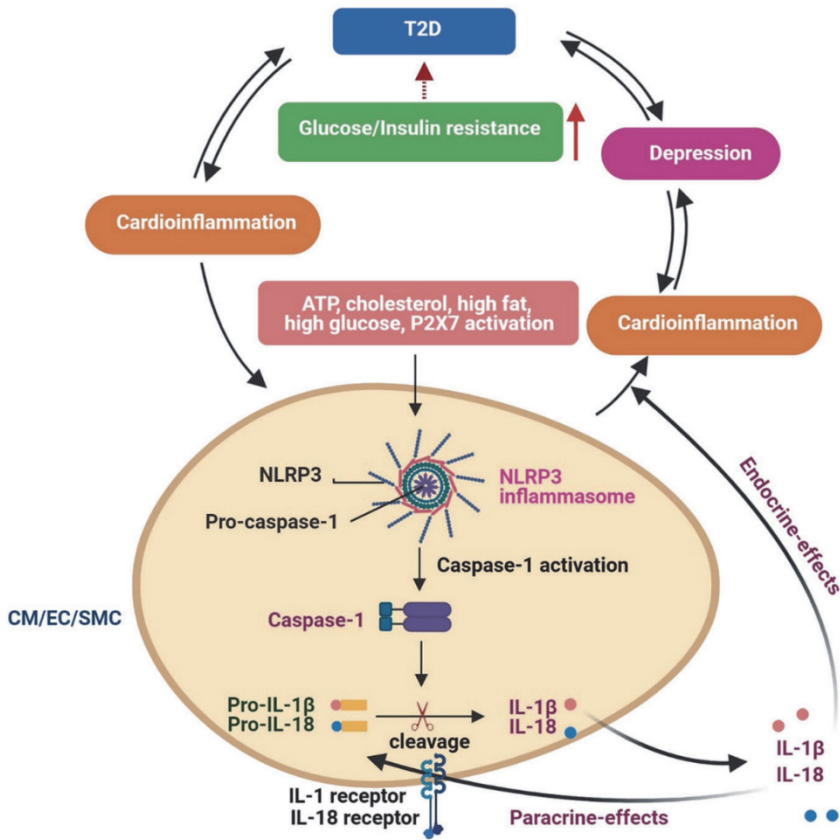 T2D
Glucose/Insulin resistance
Depression
Cardioinflammation
ATP, cholesterol, high fat,
high glucose, P2X7 activation
Cardioinflammation
NLRP3
NLRP3
inflammasome
Pro-caspase-1
Caspase-1 activation
Endocrine-effects
CM/EC/SMC
Caspase-1
Pro-IL-1β
Pro-IL-18
IL-1β
IL-18
cleavage
IL-1β
IL-18
IL-1 receptor
IL-18 receptor
Paracrine-effects